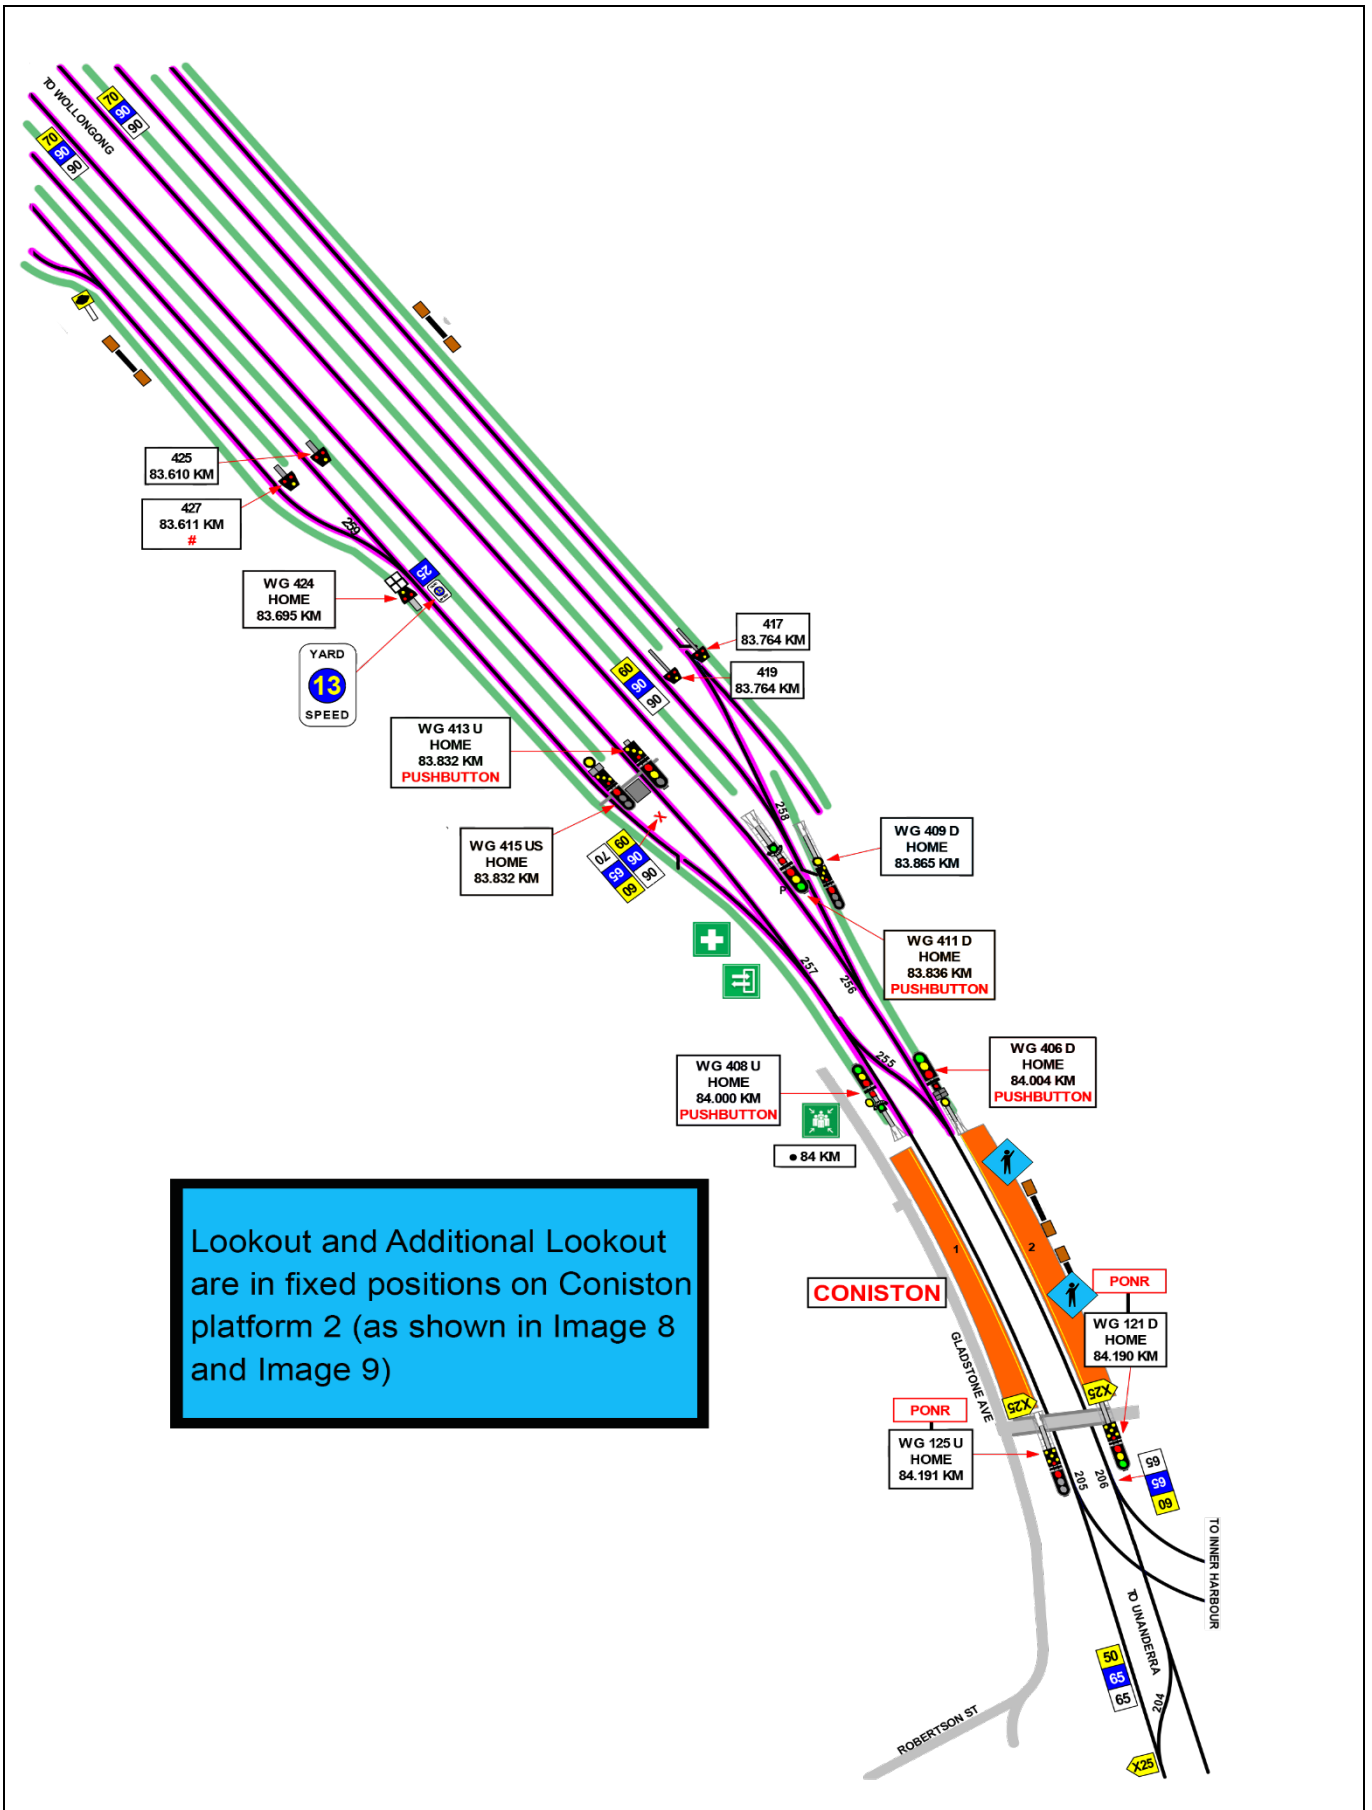 TO WOLLONGONG
70
90
90
70
90
90
425
83.610 KM
427
83.611 KM
#
259
WG 424
HOME
83.695 KM
25
YARD
13
SPEED
417
83.764 KM
419
83.764 KM
60
90
90
WG 413 U
HOME
83.832 KM
PUSHBUTTON
WG 415 US
HOME
83.832 KM
X
60
90
90
70
65
60
258
P
WG 409 D
HOME
83.865 KM
WG 411 D
HOME
83.836 KM
PUSHBUTTON
257
256
255
WG 408 U
HOME
84.000 KM
PUSHBUTTON
WG 406 D
HOME
84.004 KM
PUSHBUTTON
● 84 KM
Lookout and Additional Lookout
are in fixed positions on Coniston
platform 2 (as shown in Image 8
and Image 9)
1
2
CONISTON
PONR
WG 121 D
HOME
84.190 KM
GLADSTONE AVE
X25
X25
PONR
WG 125 U
HOME
84.191 KM
205
206
65
65
60
TO INNER HARBOUR
TO UNANDERRA
50
65
65
204
ROBERTSON ST
X25